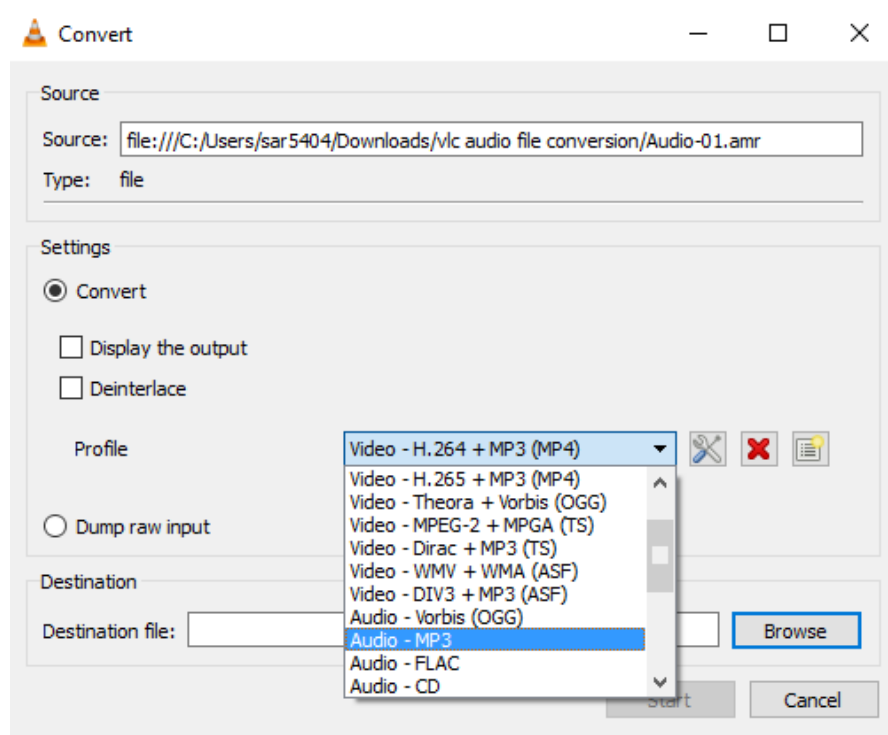 Convert
Source
Source: file:///C:/Users/sar5404/Downloads/vlc audio file conversion/Audio-01.amr
Type: file
Settings
Convert
Display the output
Deinterlace
Profile Video - H.264 + MP3 (MP4)
Video - H.265 + MP3 (MP4)
Video - Theora + Vorbis (OGG)
Video - MPEG-2 + MPGA (TS)
Dump raw input
Video - Dirac + MP3 (TS)
Video - WMV + WMA (ASF)
Video - DIV3 + MP3 (ASF)
Audio - Vorbis (OGG)
Audio - MP3
Audio - FLAC
Audio - CD
Destination
Destination file: Browse
Start Cancel